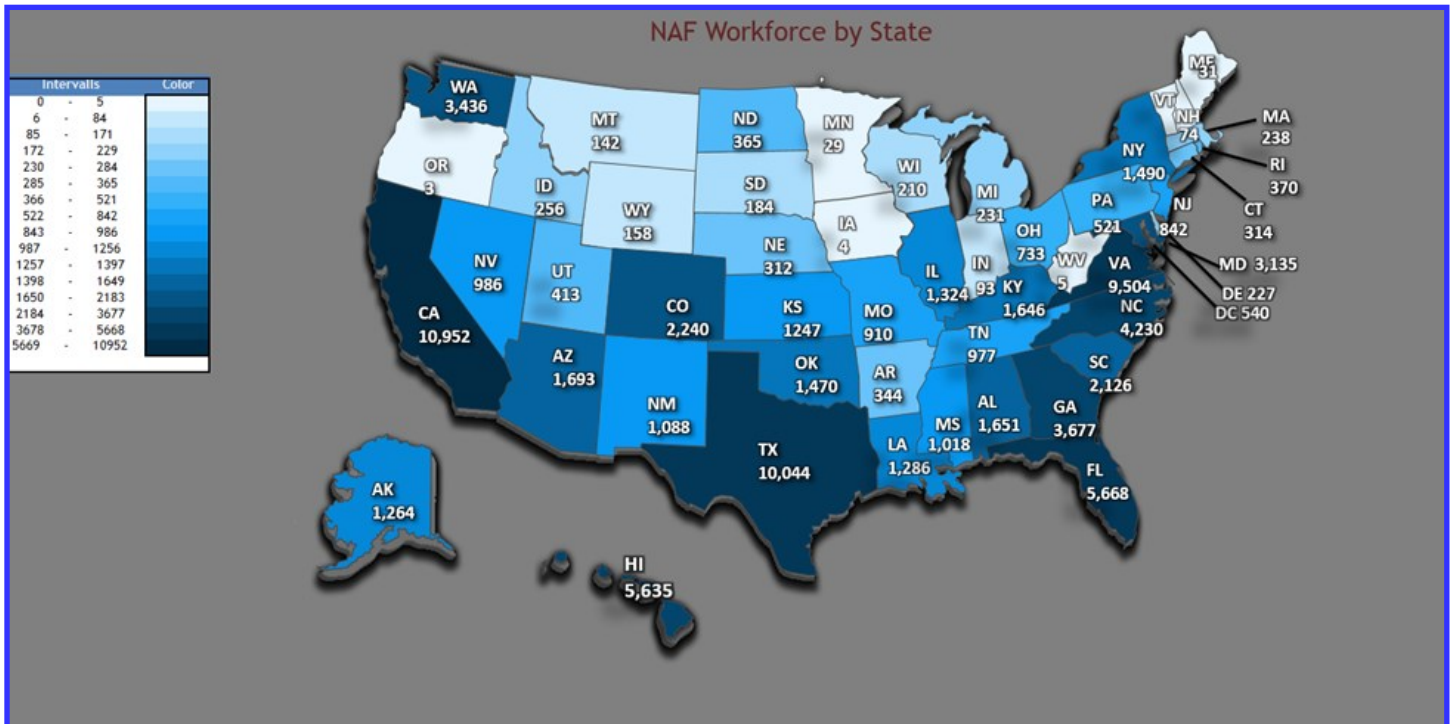 NAF Workforce by State
Intervalls Color
0 - 5
6 - 84
85 - 171
172 - 229
230 - 284
285 - 365
366 - 521
522 - 842
843 - 986
987 - 1256
1257 - 1397
1398 - 1649
1650 - 2183
2184 - 3677
3678 - 5668
5669 - 10952
WA
3,436
OR
3
CA
10,952
NV
986
ID
256
MT
142
WY
158
UT
413
AZ
1,693
CO
2,240
NM
1,088
ND
365
SD
184
NE
312
KS
1247
OK
1,470
TX
10,044
MN
29
IA
4
MO
910
AR
344
LA
1,286
WI
210
IL
1,324
MI
231
IN
93
OH
733
KY
1,646
TN
977
MS
1,018
AL
1,651
GA
3,677
FL
5,668
SC
2,126
NC
4,230
VA
9,504
WV
5
PA
521
NY
1,490
VT
NH
74
ME
31
MA
238
RI
370
CT
314
NJ
842
MD 3,135
DE 227
DC 540
AK
1,264
HI
5,635